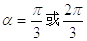 α = π/3 或 2π/3